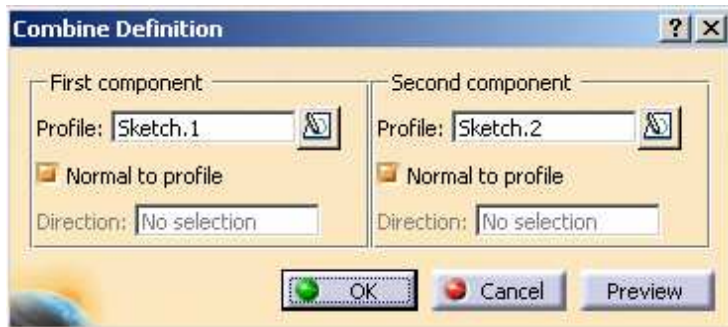 Combine Definition
First component
Profile: Sketch.1
Normal to profile
Direction: No selection
Second component
Profile: Sketch.2
Normal to profile
Direction: No selection
OK
Cancel
Preview